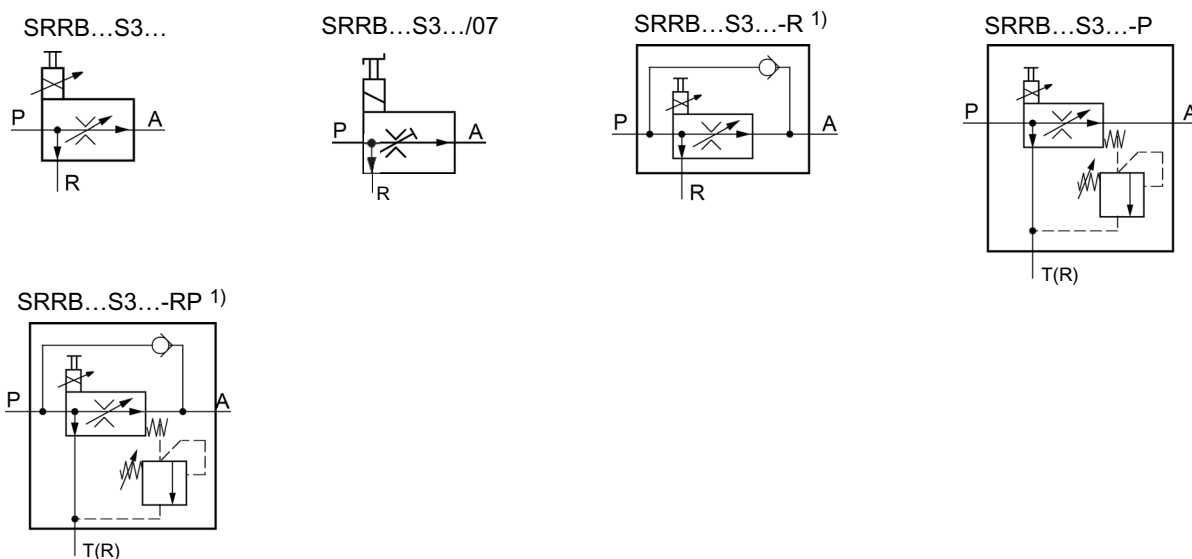 SRRB...S3...
P
A
R
SRRB...S3.../07
P
A
R
SRRB...S3...-R 1)
P
A
R
SRRB...S3...-P
P
A
T(R)
SRRB...S3...-RP 1)
P
A
T(R)